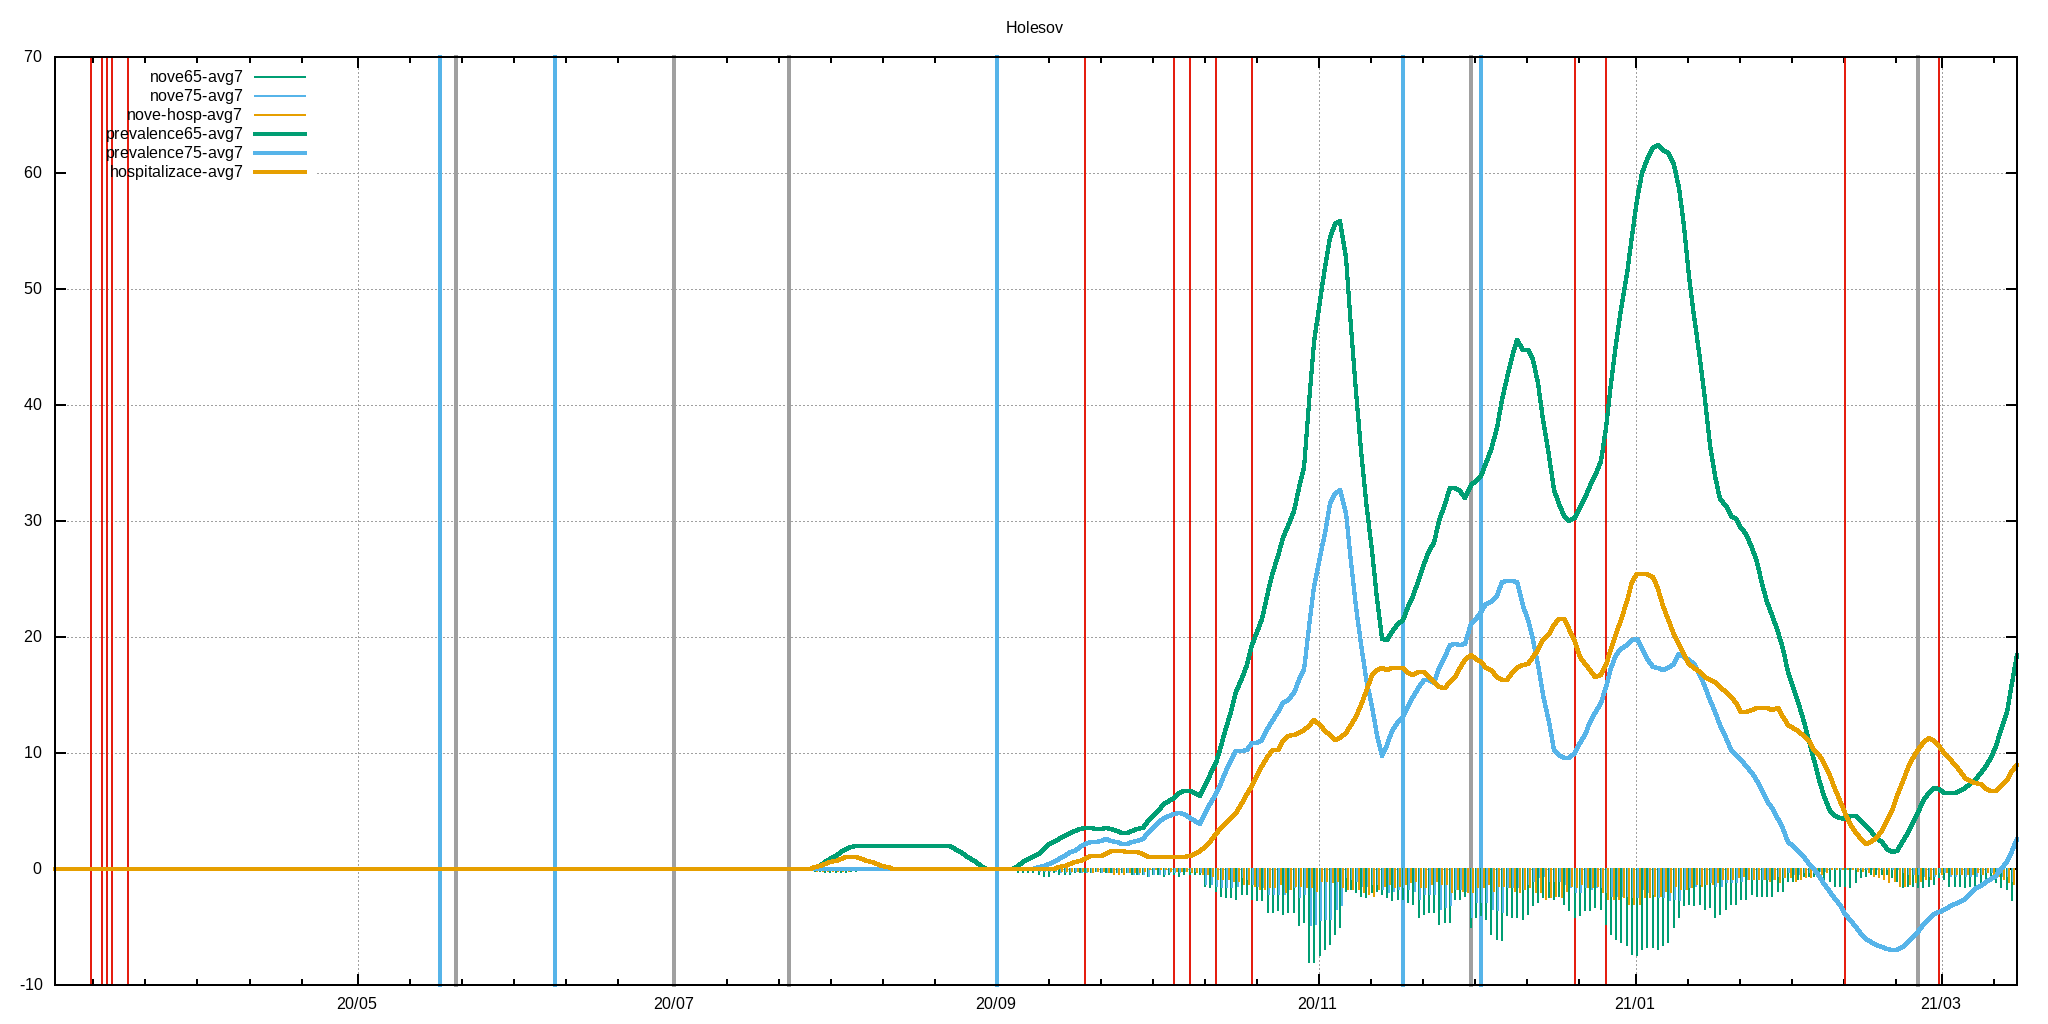 Holesov
70
60
50
40
30
20
10
0
-10
nove65-avg7
nove75-avg7
nove-hosp-avg7
prevalence65-avg7
prevalence75-avg7
hospitalizace-avg7
20/05 20/07 20/09 20/11 21/01 21/03